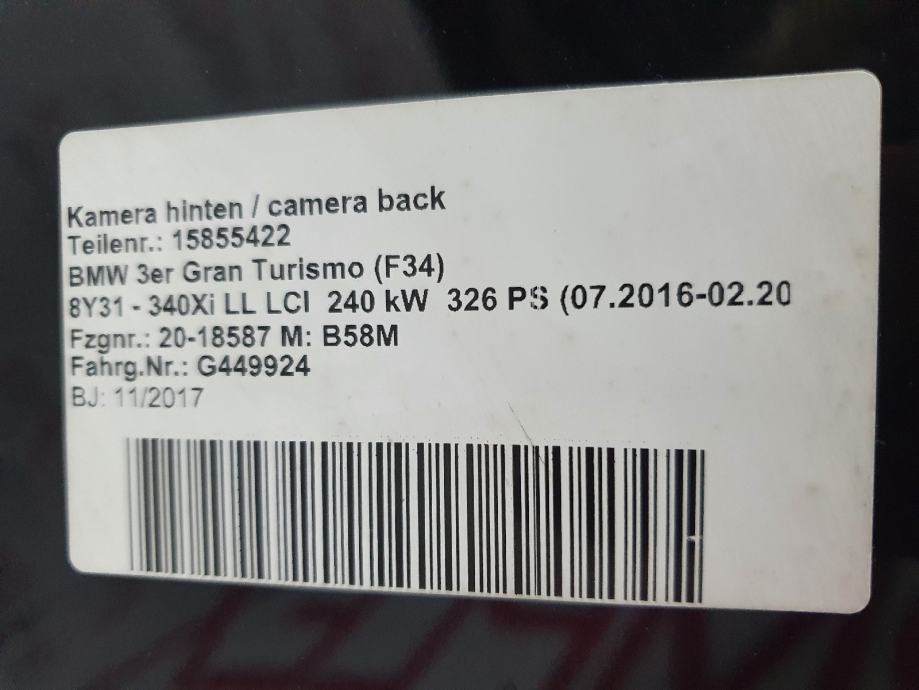 Kamera hinten / camera back
Teilenr.: 15855422
BMW 3er Gran Turismo (F34)
8Y31 - 340Xi LL LCI 240 kW 326 PS (07.2016-02.20
Fzgnr.: 20-18587 M: B58M
Fahrg.Nr.: G449924
BJ: 11/2017